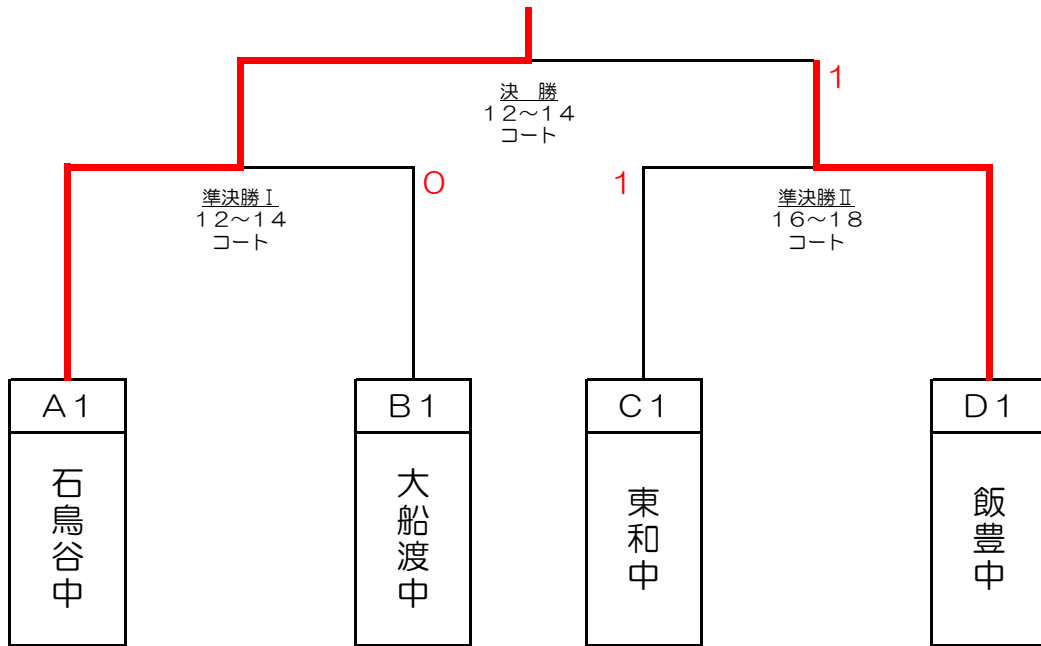 1
決　勝
１２～１４
コート
0
1
準決勝Ⅰ
１２～１４
コート
準決勝Ⅱ
１６～１８
コート
Ａ１
Ｂ１
Ｃ１
Ｄ１
石鳥谷中
大船渡中
東和中
飯豊中